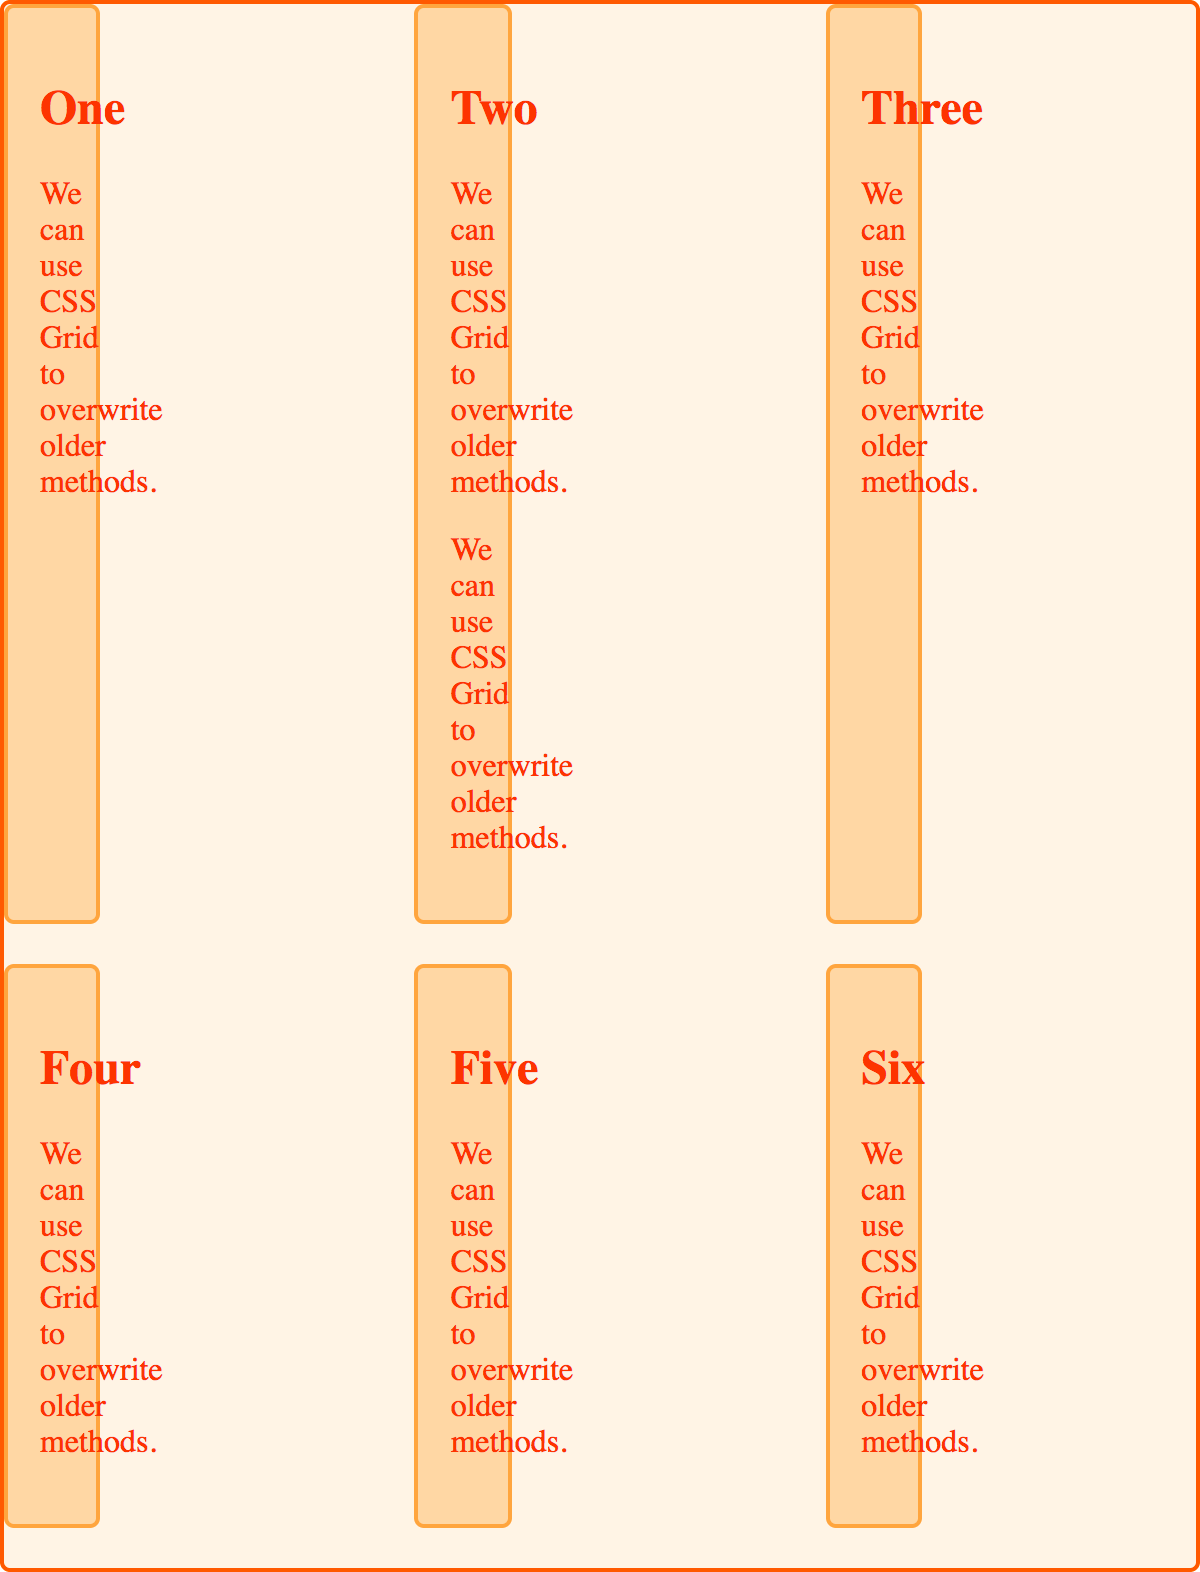 One
We
can
use
CSS
Grid
to
overwrite
older
methods.
Two
We
can
use
CSS
Grid
to
overwrite
older
methods.
We
can
use
CSS
Grid
to
overwrite
older
methods.
Three
We
can
use
CSS
Grid
to
overwrite
older
methods.
Four
We
can
use
CSS
Grid
to
overwrite
older
methods.
Five
We
can
use
CSS
Grid
to
overwrite
older
methods.
Six
We
can
use
CSS
Grid
to
overwrite
older
methods.